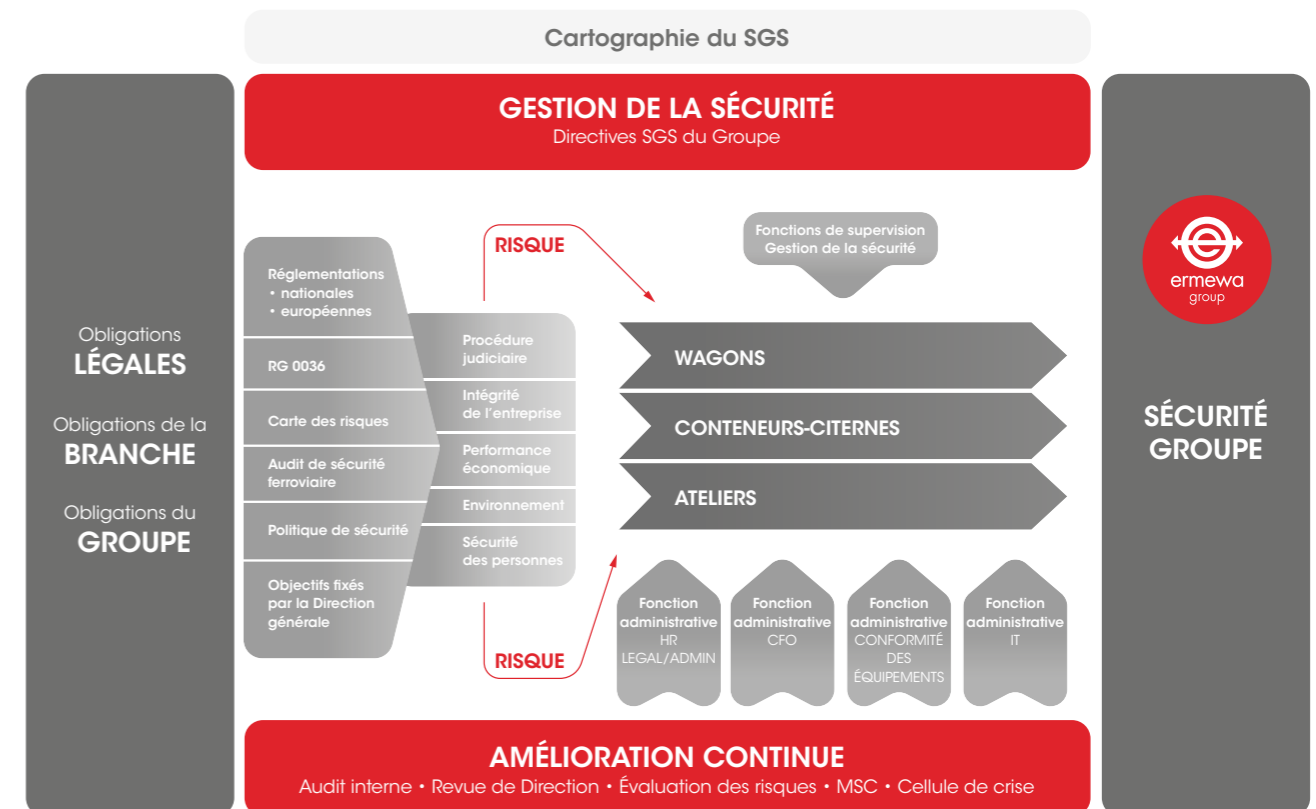 Cartographie du SGS
GESTION DE LA SÉCURITÉ
Directives SGS du Groupe
Obligations
LÉGALES
Obligations de la
BRANCHE
Obligations du
GROUPE
Réglementations
• nationales
• européennes
RG 0036
Carte des risques
Audit de sécurité
ferroviaire
Politique de sécurité
Objectifs fixés
par la Direction
générale
Procédure
judiciaire
Intégrité
de l'entreprise
Performance
économique
Environnement
Sécurité
des personnes
RISQUE
RISQUE
Fonctions de supervision
Gestion de la sécurité
WAGONS
CONTENEURS-CITERNES
ATELIERS
Fonction
administrative
HR
LEGAL/ADMIN
Fonction
administrative
CFO
Fonction
administrative
CONFORMITÉ
DES
ÉQUIPEMENTS
Fonction
administrative
IT
ermewa
group
SÉCURITÉ
GROUPE
AMÉLIORATION CONTINUE
Audit interne • Revue de Direction • Évaluation des risques • MSC • Cellule de crise